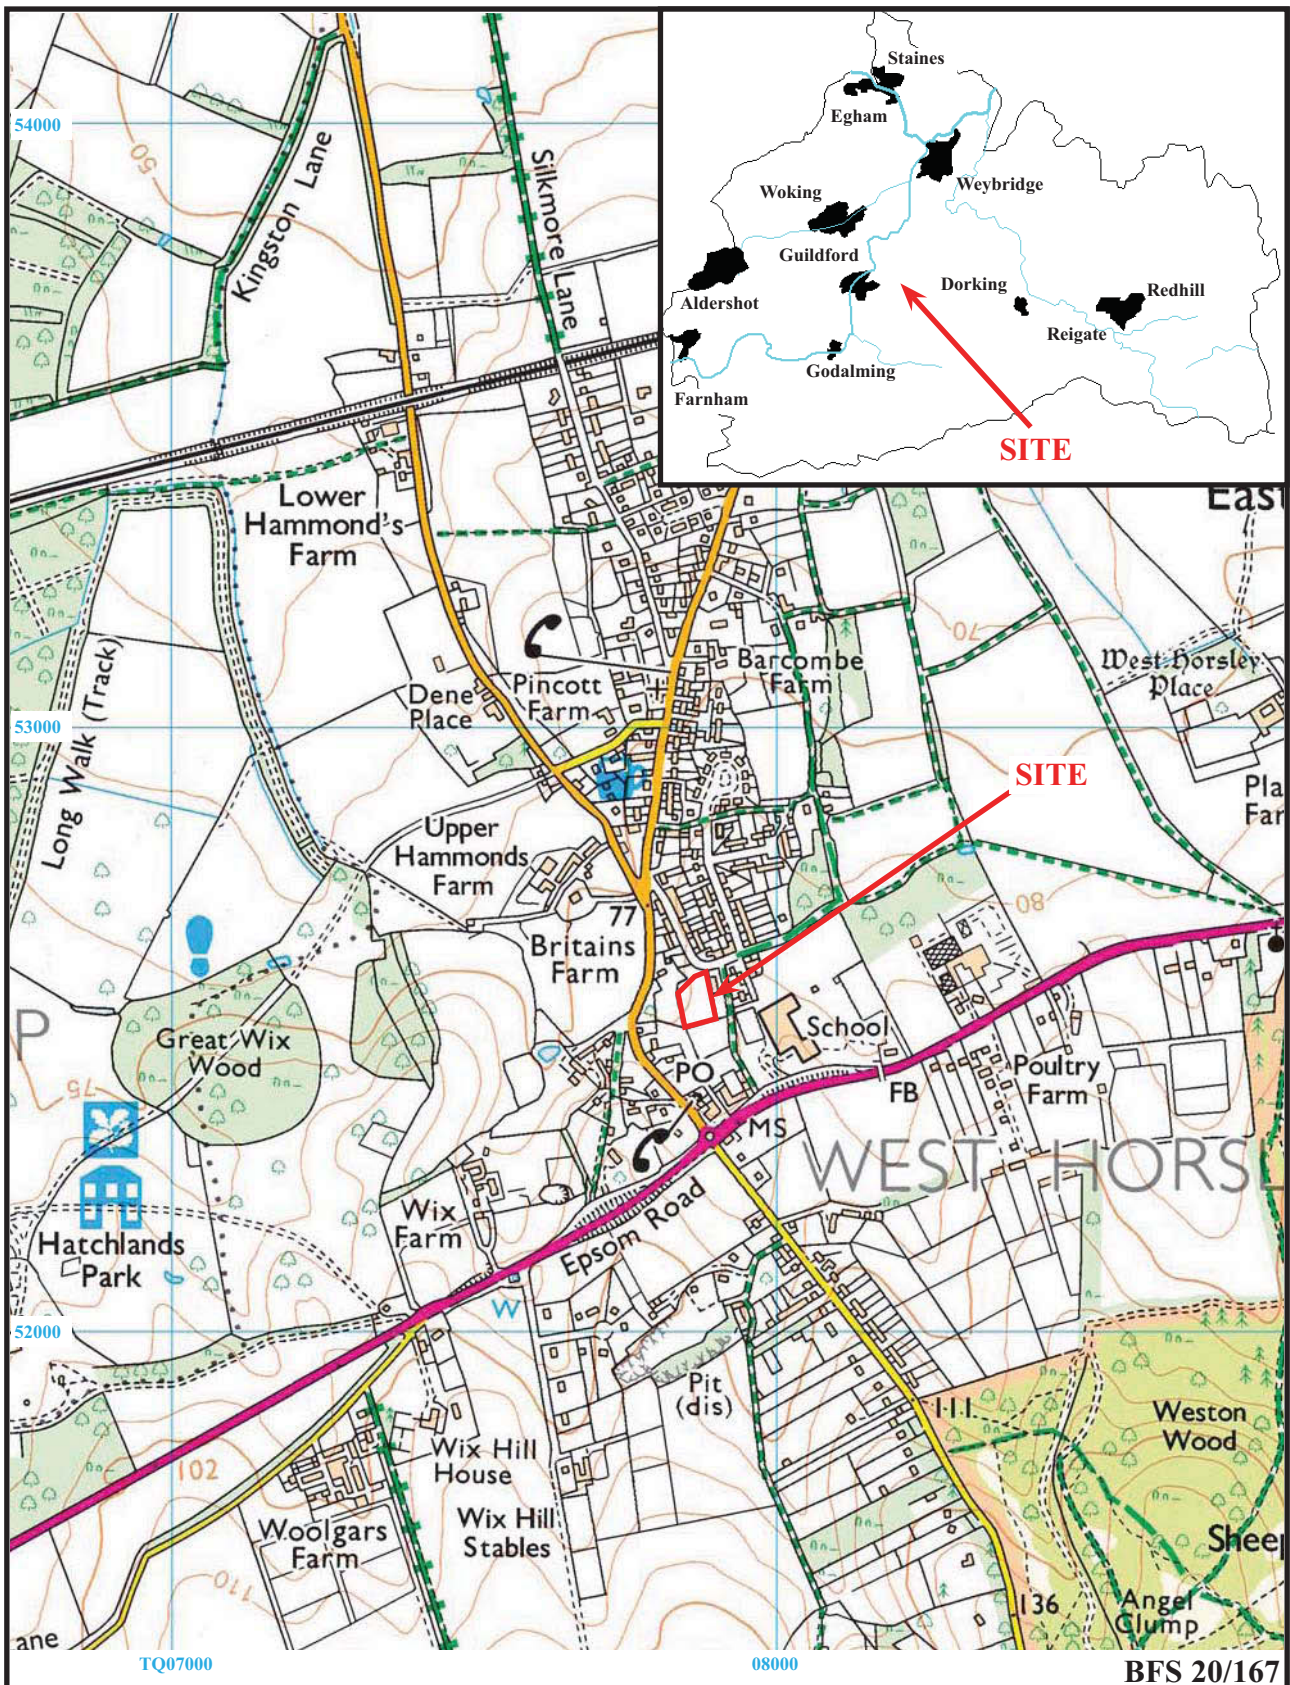 Staines
Egham
Weybridge
Woking
Guildford
Aldershot
Dorking
Redhill
Reigate
Godalming
Farnham
SITE
54000
50
Kingston Lane
Silkmore Lane
Lower
Hammond's
Farm
East
70
Barcombe
Farm
West Horsley
Place
Dene
Place
Pincott
Farm
53000
Long Walk (Track)
SITE
Pla
Far
Upper
Hammonds
Farm
77
80
Britains
Farm
P
Great Wix
Wood
School
75
PO
FB
Poultry
Farm
MS
WEST HORSL
Wix
Farm
Epsom Road
Hatchlands
Park
W
52000
Pit
(dis)
111
Weston
Wood
102
Wix Hill
House
Woolgars
Farm
Wix Hill
Stables
Sheep
110
136
Angel
Clump
ane
TQ07000
08000
BFS 20/167